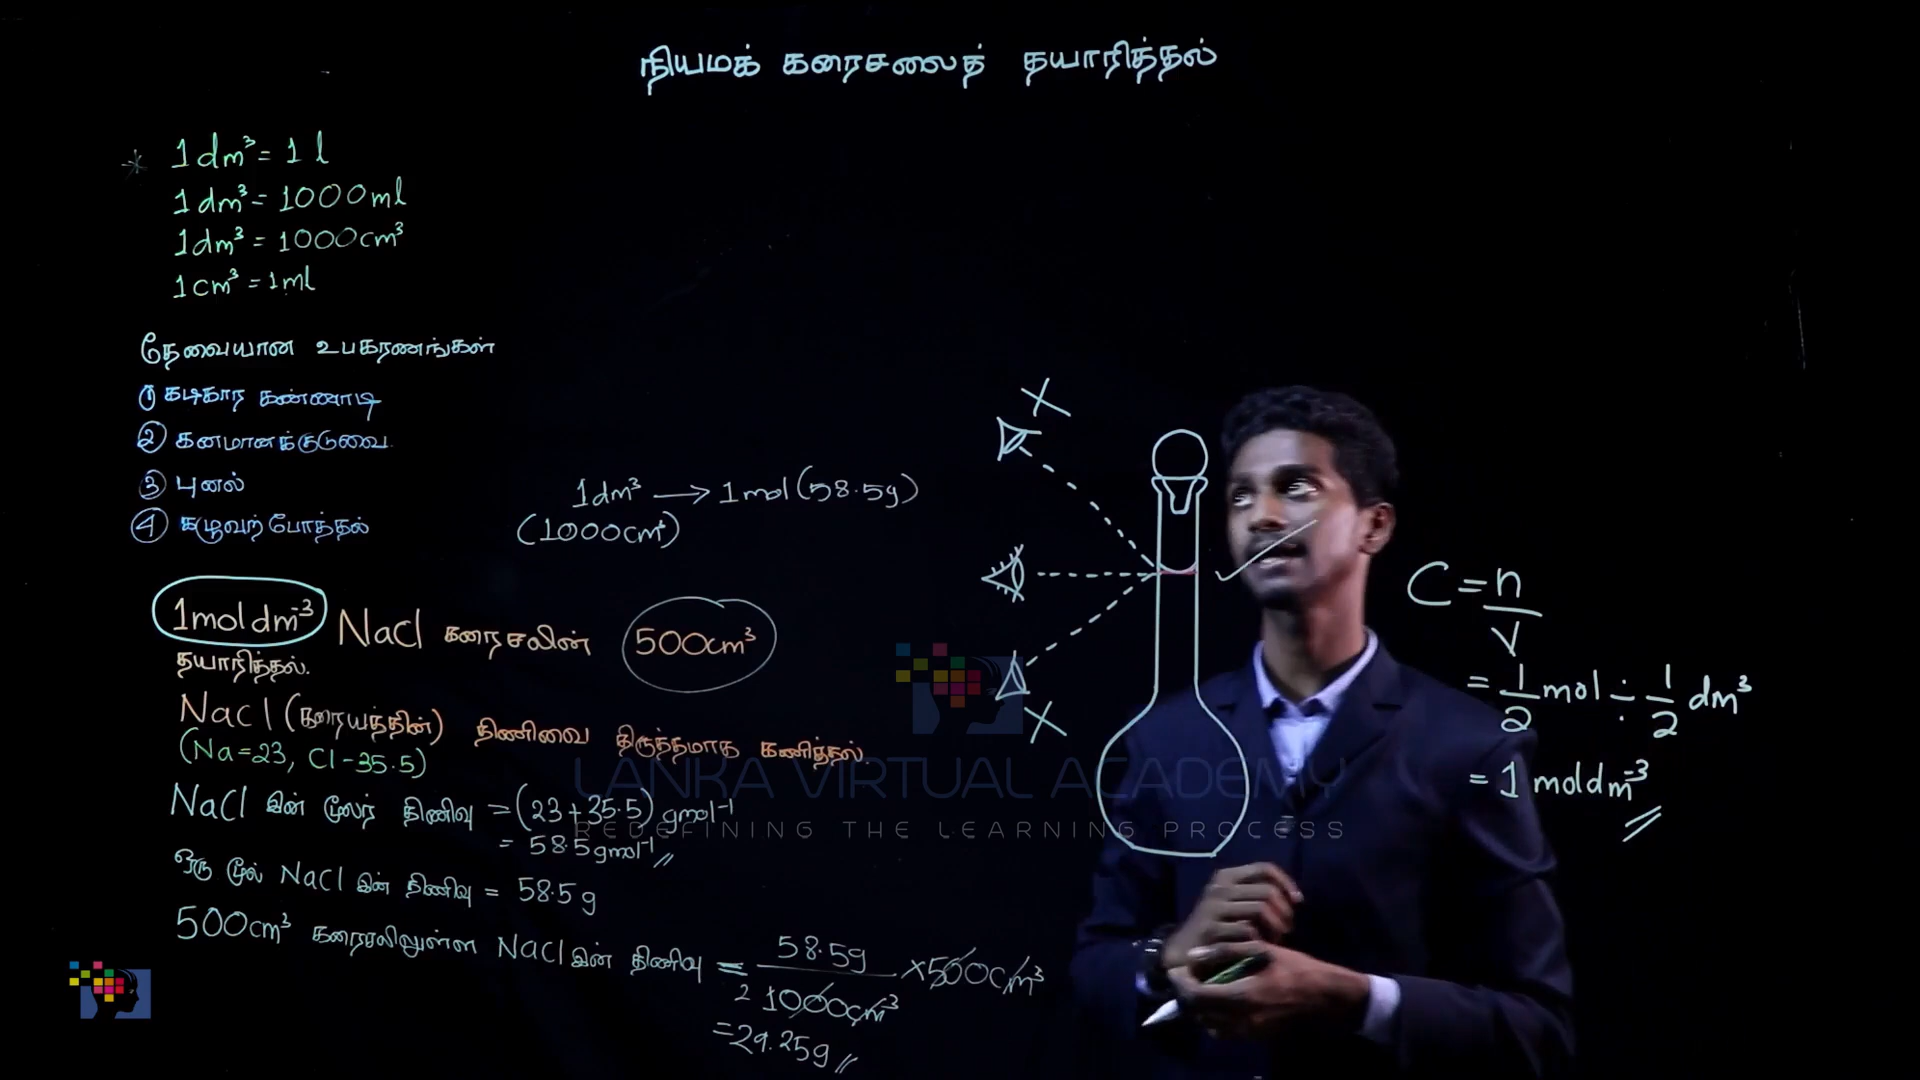 நியமக் கரைசலைத் தயாரித்தல்
* 1dm³ = 1 l
1dm³ = 1000ml
1dm³ = 1000cm³
1cm³ = 1ml
தேவையான உபகரணங்கள்
① கடிகார கண்ணாடி
② கனமானக்குடுவை
③ புனல்
④ கழுவற் போத்தல்
1dm³ → 1mol (58.5g)
(1000cm³)
1moldm⁻³ NaCl கரைசலின் 500cm³
தயாரித்தல்.
NaCl (கரையத்தின்) திணிவை திருத்தமாக கணித்தல்.
(Na=23, Cl-35.5)
NaCl இன் மூலர் திணிவு = (23+35.5) gmol⁻¹
= 58.5gmol⁻¹
ஒரு மூல் NaCl இன் திணிவு = 58.5g
500cm³ கரைசலிலுள்ள NaCl இன் திணிவு = 58.5g / 1000cm³ × 500cm³
2
= 29.25g
C = n / V
= 1/2 mol ÷ 1/2 dm³
= 1 moldm⁻³
LANKA VIRTUAL ACADEMY
REDEFINING THE LEARNING PROCESS